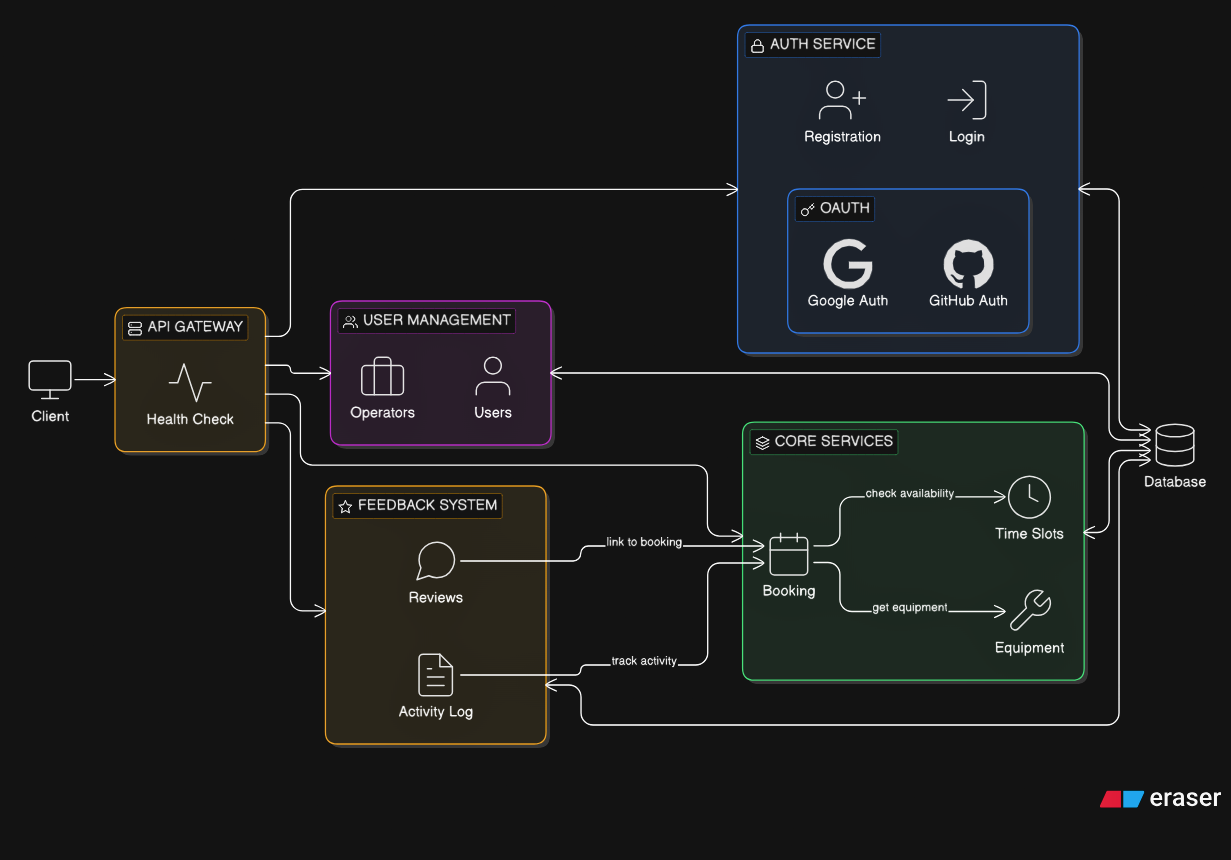 AUTH SERVICE
Registration
Login
OAUTH
Google Auth
GitHub Auth
API GATEWAY
Health Check
Client
USER MANAGEMENT
Operators
Users
CORE SERVICES
check availability
Time Slots
Booking
get equipment
Equipment
Database
FEEDBACK SYSTEM
link to booking
Reviews
track activity
Activity Log
eraser